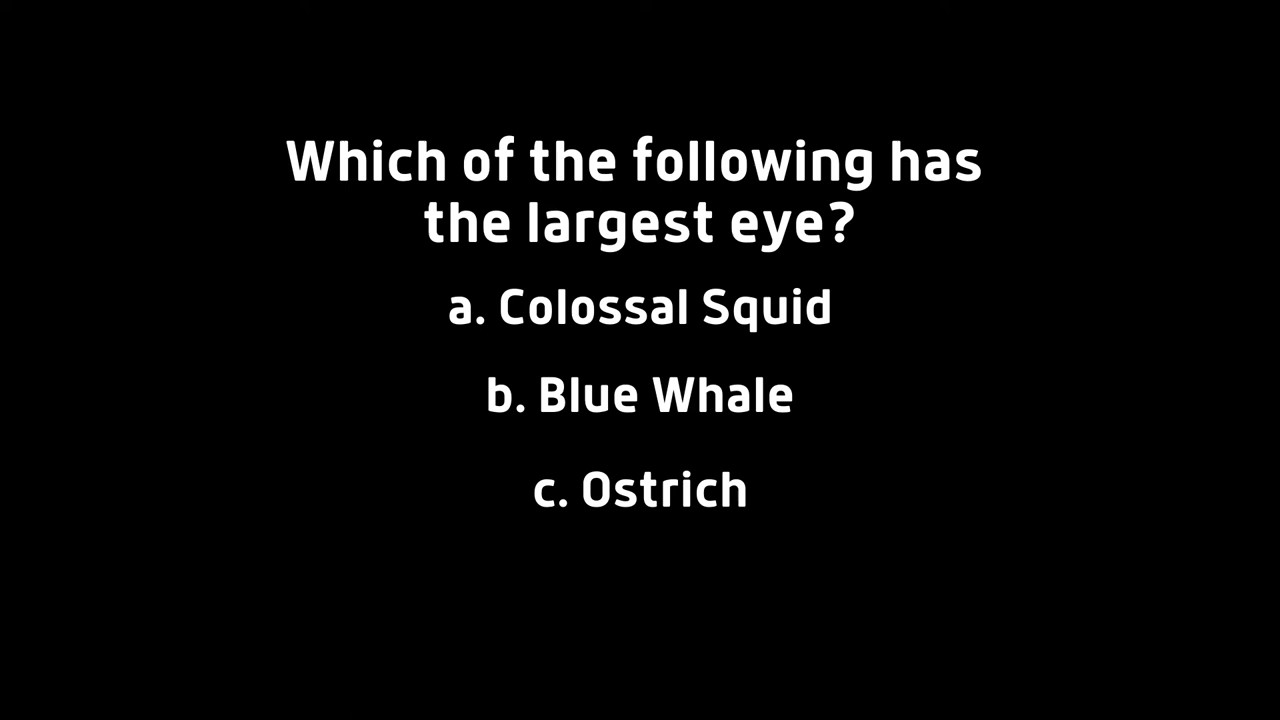 Which of the following has
the largest eye?
a. Colossal Squid
b. Blue Whale
c. Ostrich